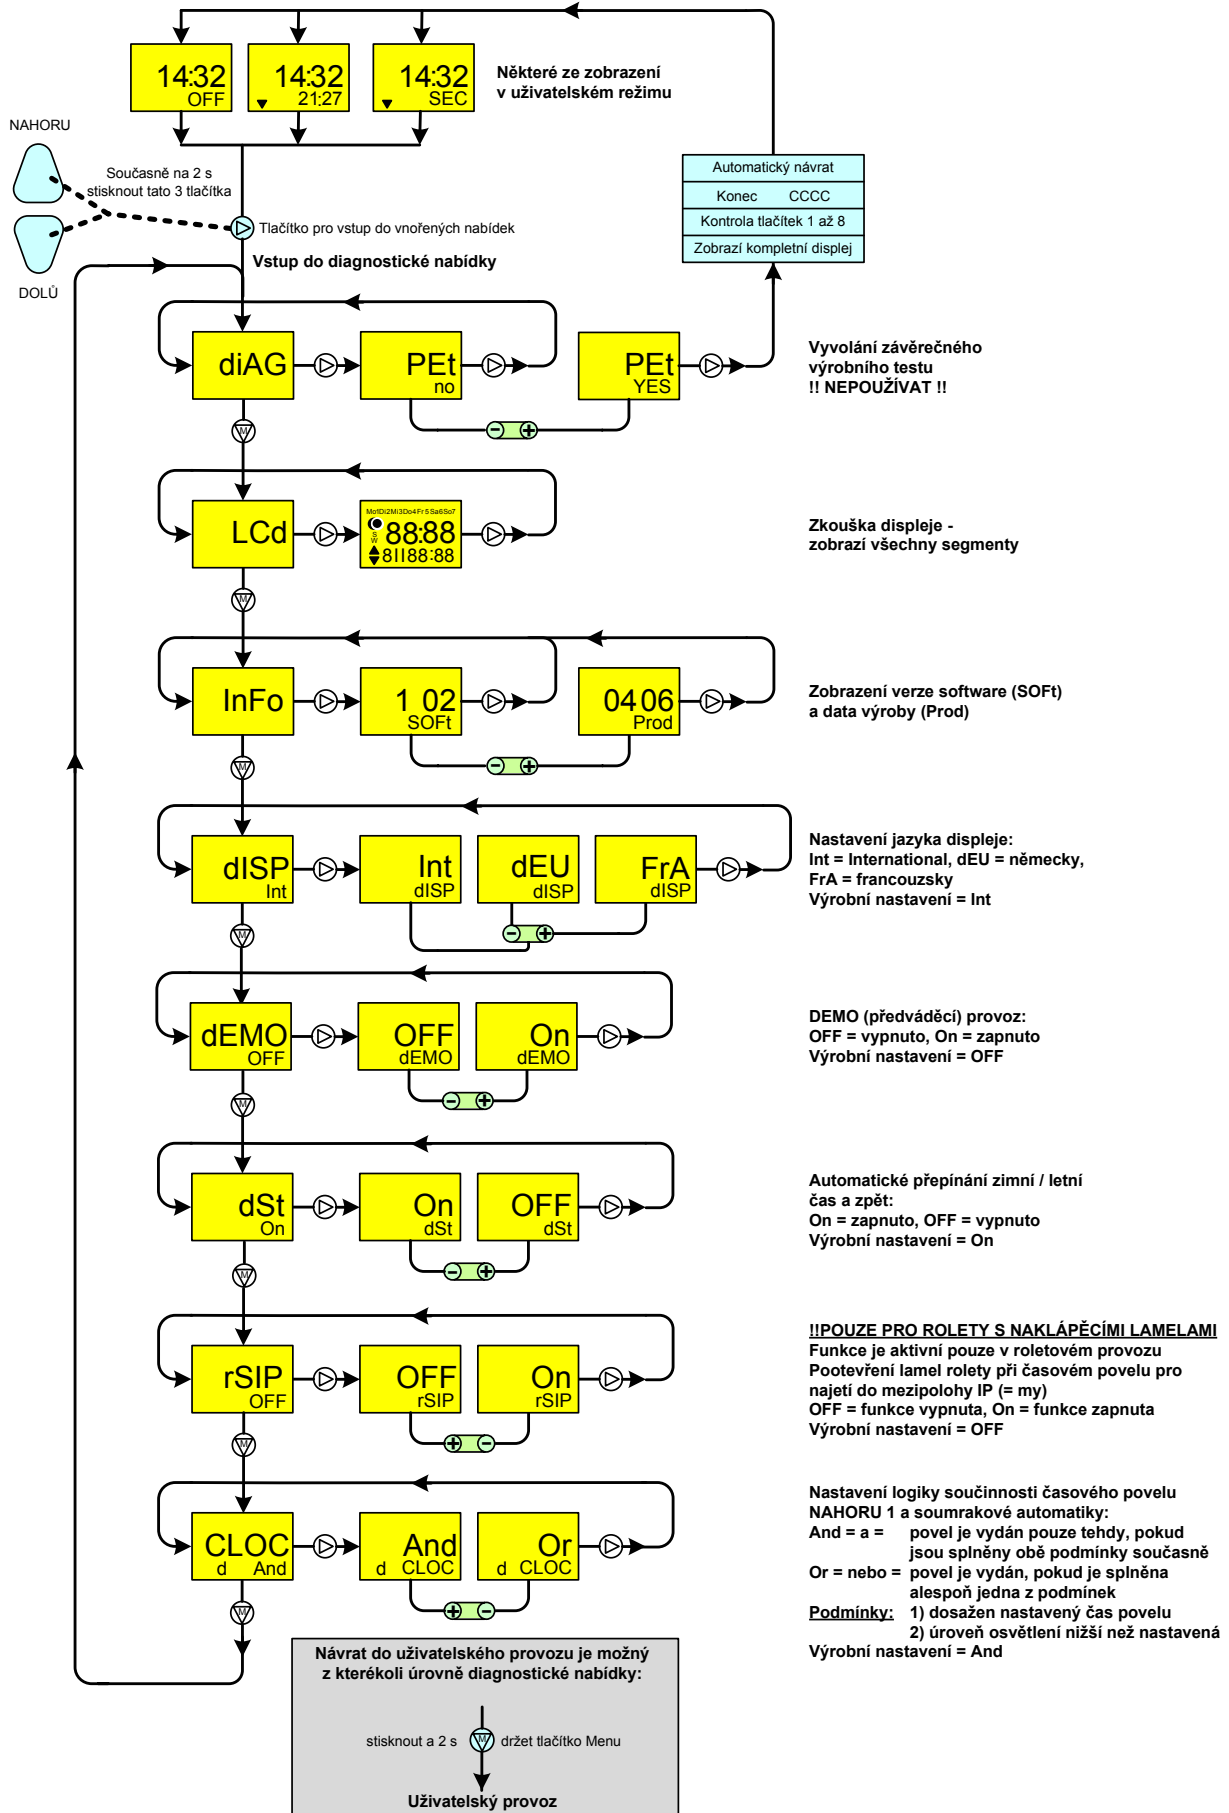 14:32
OFF
14:32
21:27
14:32
SEC
Některé ze zobrazení
v uživatelském režimu
NAHORU
Současně na 2 s
stisknout tato 3 tlačítka
Tlačítko pro vstup do vnořených nabídek
DOLŮ
Vstup do diagnostické nabídky
Automatický návrat
Konec CCCC
Kontrola tlačítek 1 až 8
Zobrazí kompletní displej
diAG
PEt
no
PEt
YES
Vyvolání závěrečného
výrobního testu
!! NEPOUŽÍVAT !!
- +
M
LCd
Mo1Di2Mi3Do4Fr5Sa6So7
S
W
88:88
8II88:88
Zkouška displeje -
zobrazí všechny segmenty
M
InFo
1 02
SOFt
04 06
Prod
Zobrazení verze software (SOFt)
a data výroby (Prod)
- +
M
dISP
Int
Int
dISP
dEU
dISP
FrA
dISP
Nastavení jazyka displeje:
Int = International, dEU = německy,
FrA = francouzsky
Výrobní nastavení = Int
- +
M
dEMO
OFF
OFF
dEMO
On
dEMO
DEMO (předváděcí) provoz:
OFF = vypnuto, On = zapnuto
Výrobní nastavení = OFF
- +
M
dSt
On
On
dSt
OFF
dSt
Automatické přepínání zimní / letní
čas a zpět:
On = zapnuto, OFF = vypnuto
Výrobní nastavení = On
- +
M
rSIP
OFF
OFF
rSIP
On
rSIP
!!POUZE PRO ROLETY S NAKLÁPĚCÍMI LAMELAMI
Funkce je aktivní pouze v roletovém provozu
Pootevření lamel rolety při časovém povelu pro
najetí do mezipolohy IP (= my)
OFF = funkce vypnuta, On = funkce zapnuta
Výrobní nastavení = OFF
+ -
M
CLOC
d And
And
d CLOC
Or
d CLOC
Nastavení logiky součinnosti časového povelu
NAHORU 1 a soumrakové automatiky:
And = a = povel je vydán pouze tehdy, pokud
jsou splněny obě podmínky současně
Or = nebo = povel je vydán, pokud je splněna
alespoň jedna z podmínek
Podmínky: 1) dosažen nastavený čas povelu
2) úroveň osvětlení nižší než nastavená
Výrobní nastavení = And
+ -
M
Návrat do uživatelského provozu je možný
z kterékoli úrovně diagnostické nabídky:
stisknout a 2 s M držet tlačítko Menu
Uživatelský provoz